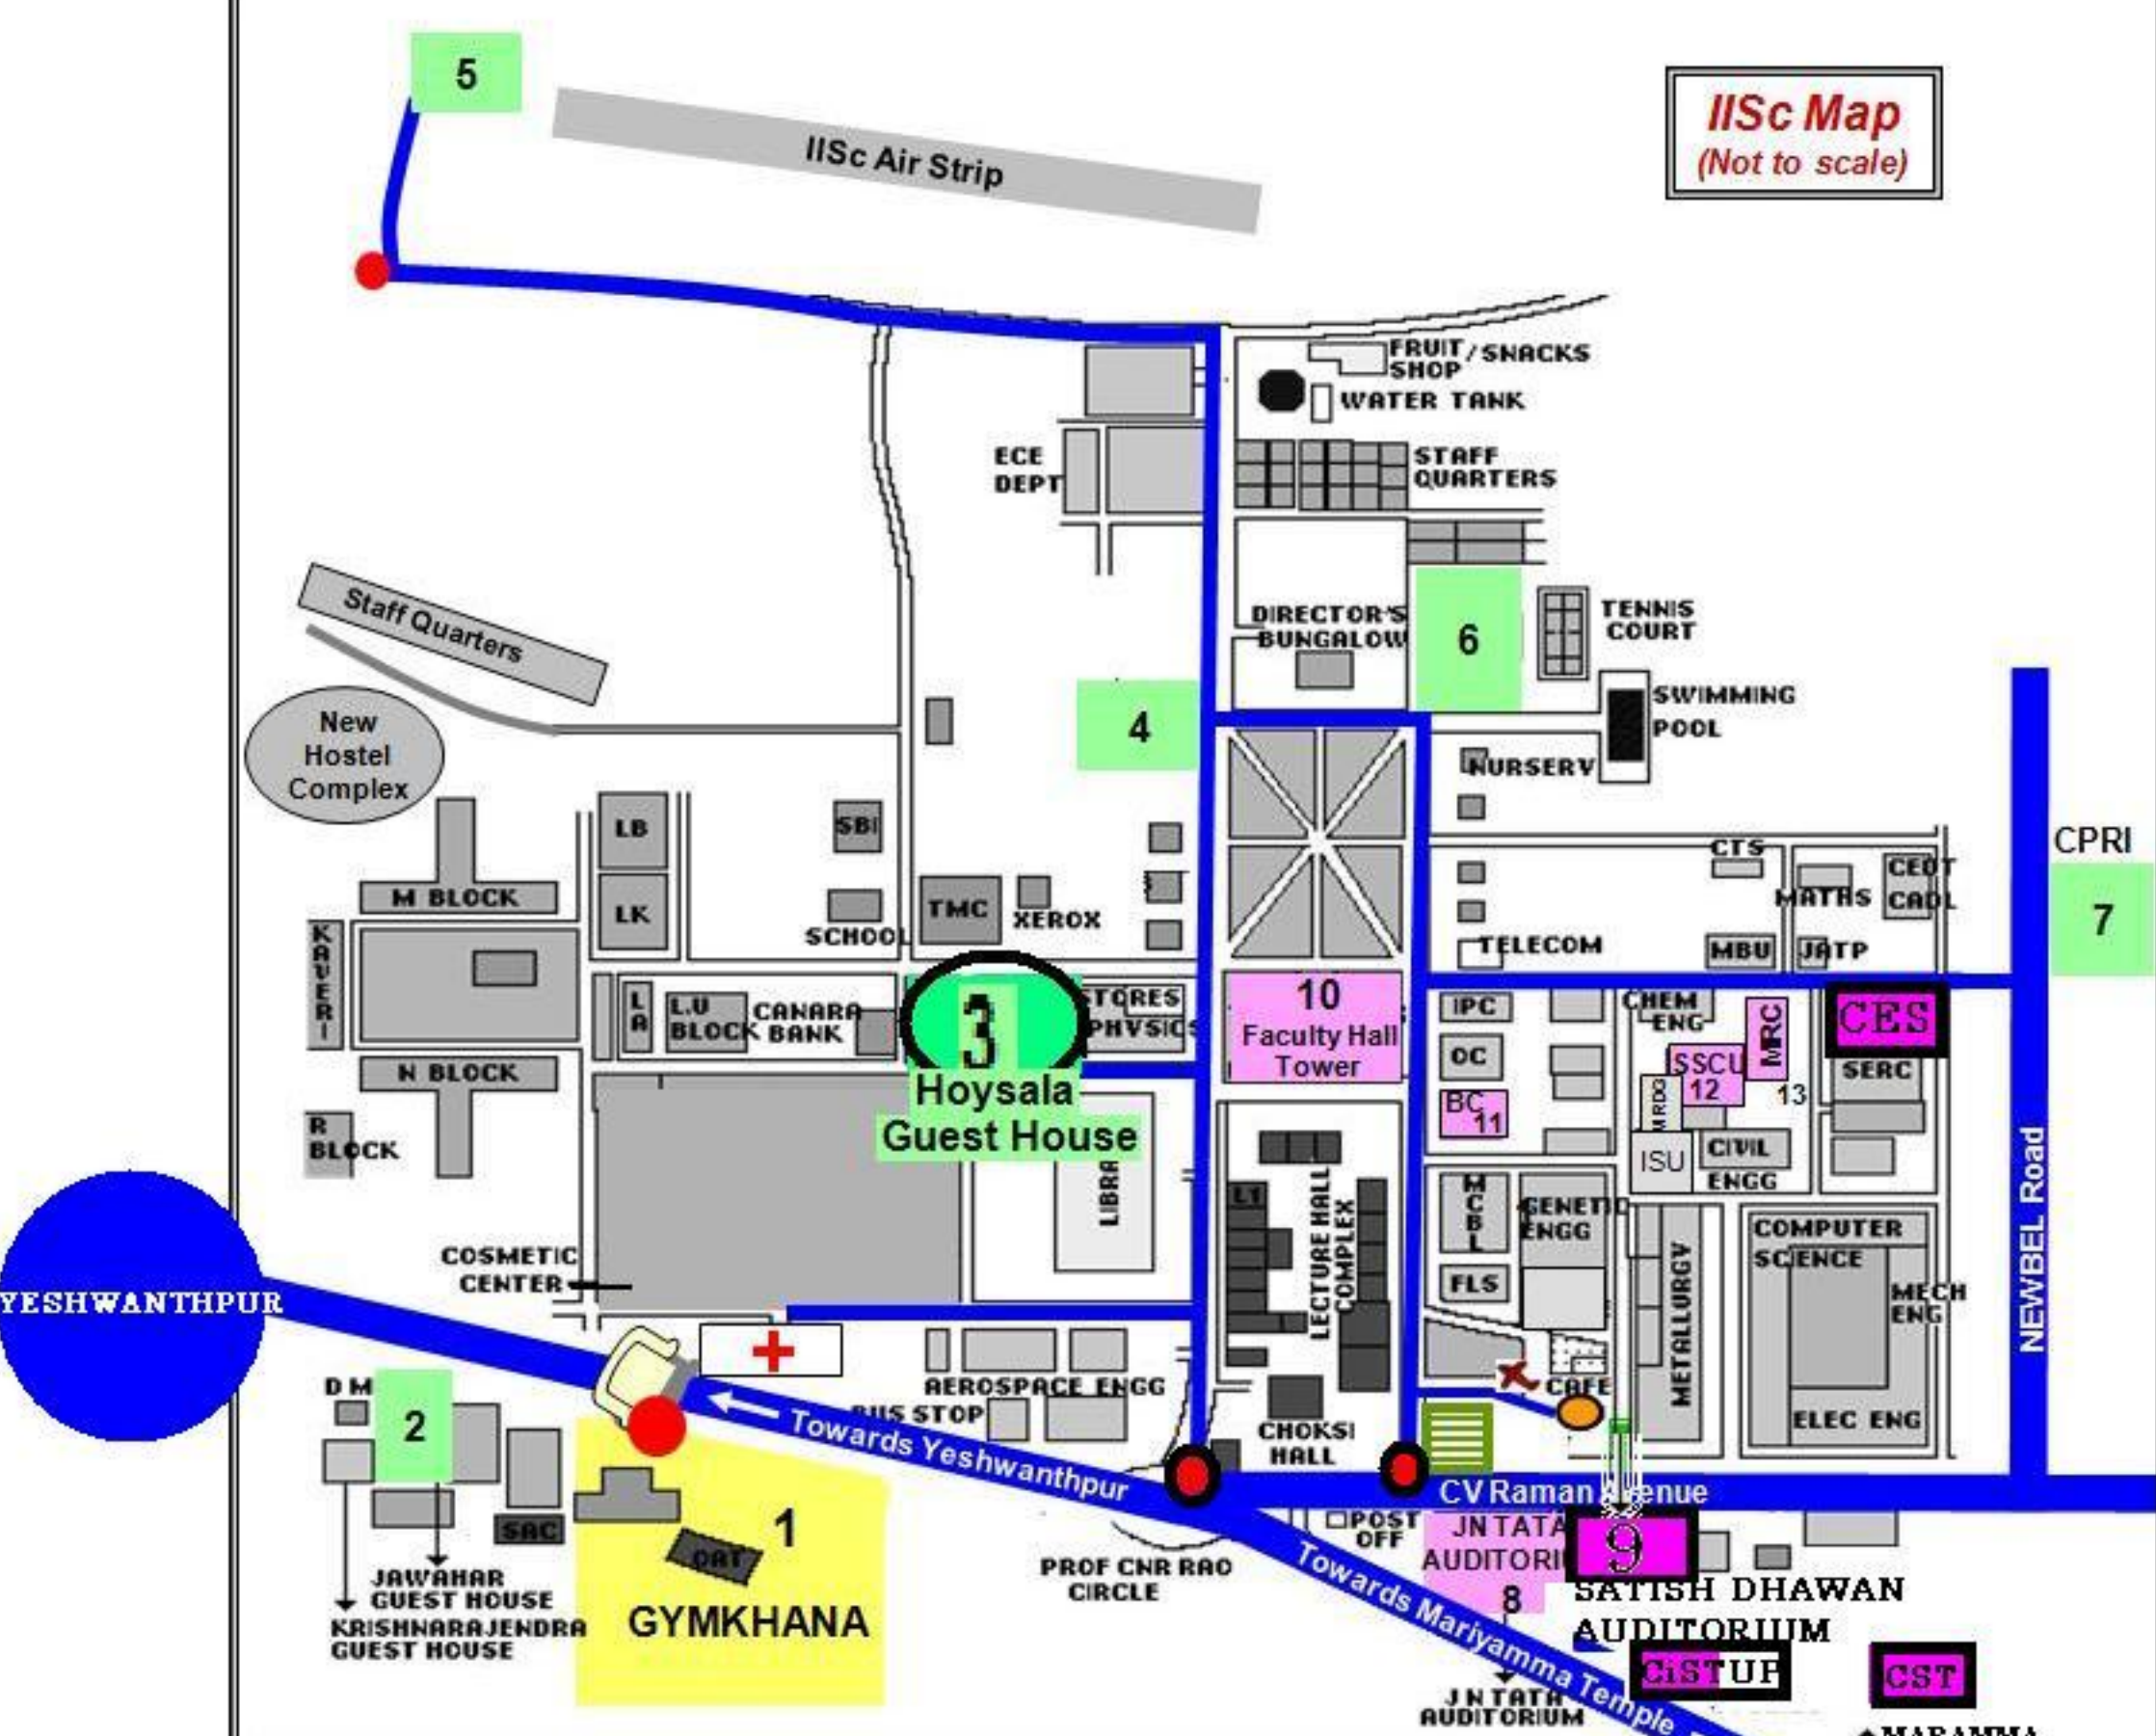 5
IISc Air Strip
IISc Map
(Not to scale)
FRUIT / SNACKS
SHOP
WATER TANK
ECE
DEPT
STAFF
QUARTERS
Staff Quarters
DIRECTOR'S
BUNGALOW
6
TENNIS
COURT
New
Hostel
Complex
4
SWIMMING
POOL
NURSERY
LB
SBI
CTS
CPRI
CEDT
M BLOCK
LK
TMC
XEROX
MATHS
CADL
7
SCHOOL
TELECOM
MBU
JATP
KAVERI
LA
L.U
BLOCK
CANARA
BANK
3
STORES
PHYSICS
10
Faculty Hall
Tower
IPC
CHEM
ENG
MRC
CES
OC
SSCU
12
13
SERC
N BLOCK
Hoysala
Guest House
BC
11
MRDG
R
BLOCK
ISU
CIVIL
ENGG
LIBRA
L1
LECTURE HALL
COMPLEX
MCBL
GENETIC
ENGG
METALLURGY
COMPUTER
SCIENCE
NEWBEL Road
COSMETIC
CENTER
FLS
MECH
ENG
YESHWANTHPUR
D M
2
AEROSPACE ENGG
BUS STOP
CAFE
CHOKSI
HALL
ELEC ENG
Towards Yeshwanthpur
CV Raman Avenue
SAC
1
OAT
POST
OFF
JN TATA
AUDITORIU
9
8
PROF CNR RAO
CIRCLE
JAWAHAR
GUEST HOUSE
KRISHNARAJENDRA
GUEST HOUSE
GYMKHANA
SATISH DHAWAN
AUDITORIUM
Towards Mariyamma Temple
CiSTUP
CST
J N TATA
AUDITORIUM
MARAMMA